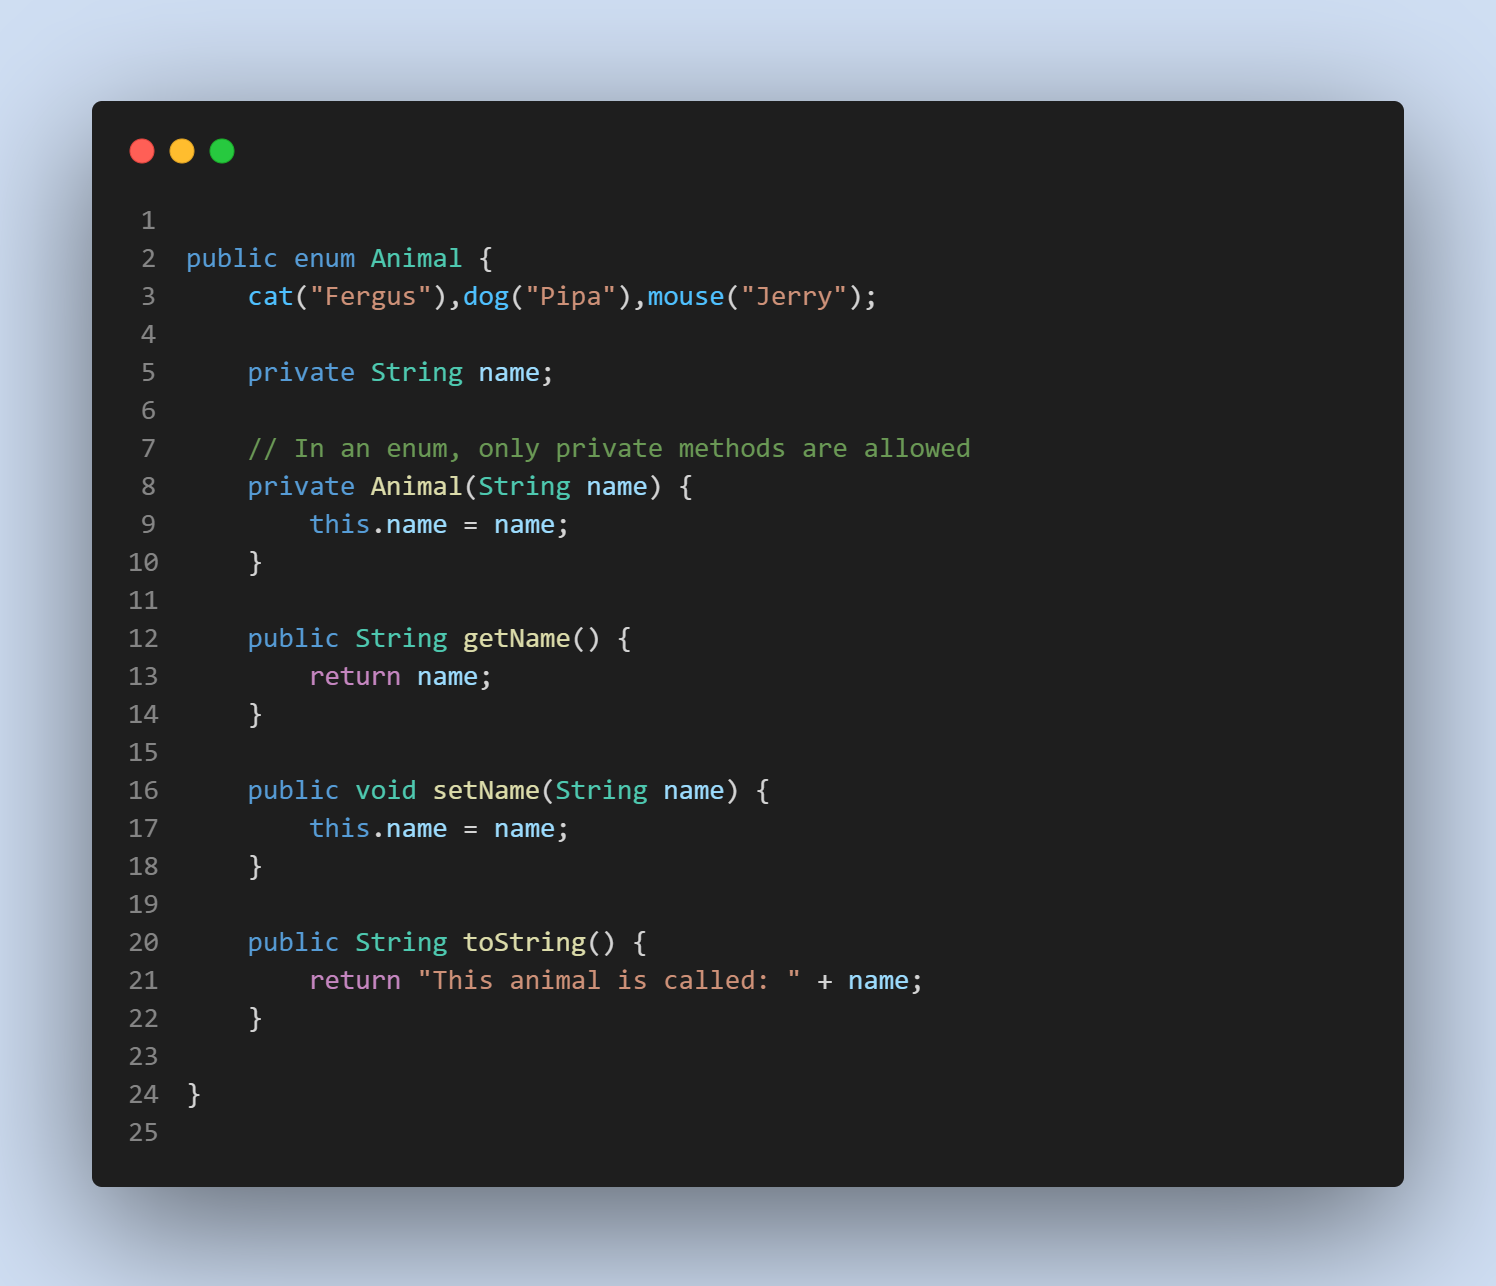 1
2 public enum Animal {
3     cat("Fergus"),dog("Pipa"),mouse("Jerry");
4
5     private String name;
6
7     // In an enum, only private methods are allowed
8     private Animal(String name) {
9         this.name = name;
10     }
11
12     public String getName() {
13         return name;
14     }
15
16     public void setName(String name) {
17         this.name = name;
18     }
19
20     public String toString() {
21         return "This animal is called: " + name;
22     }
23
24 }
25